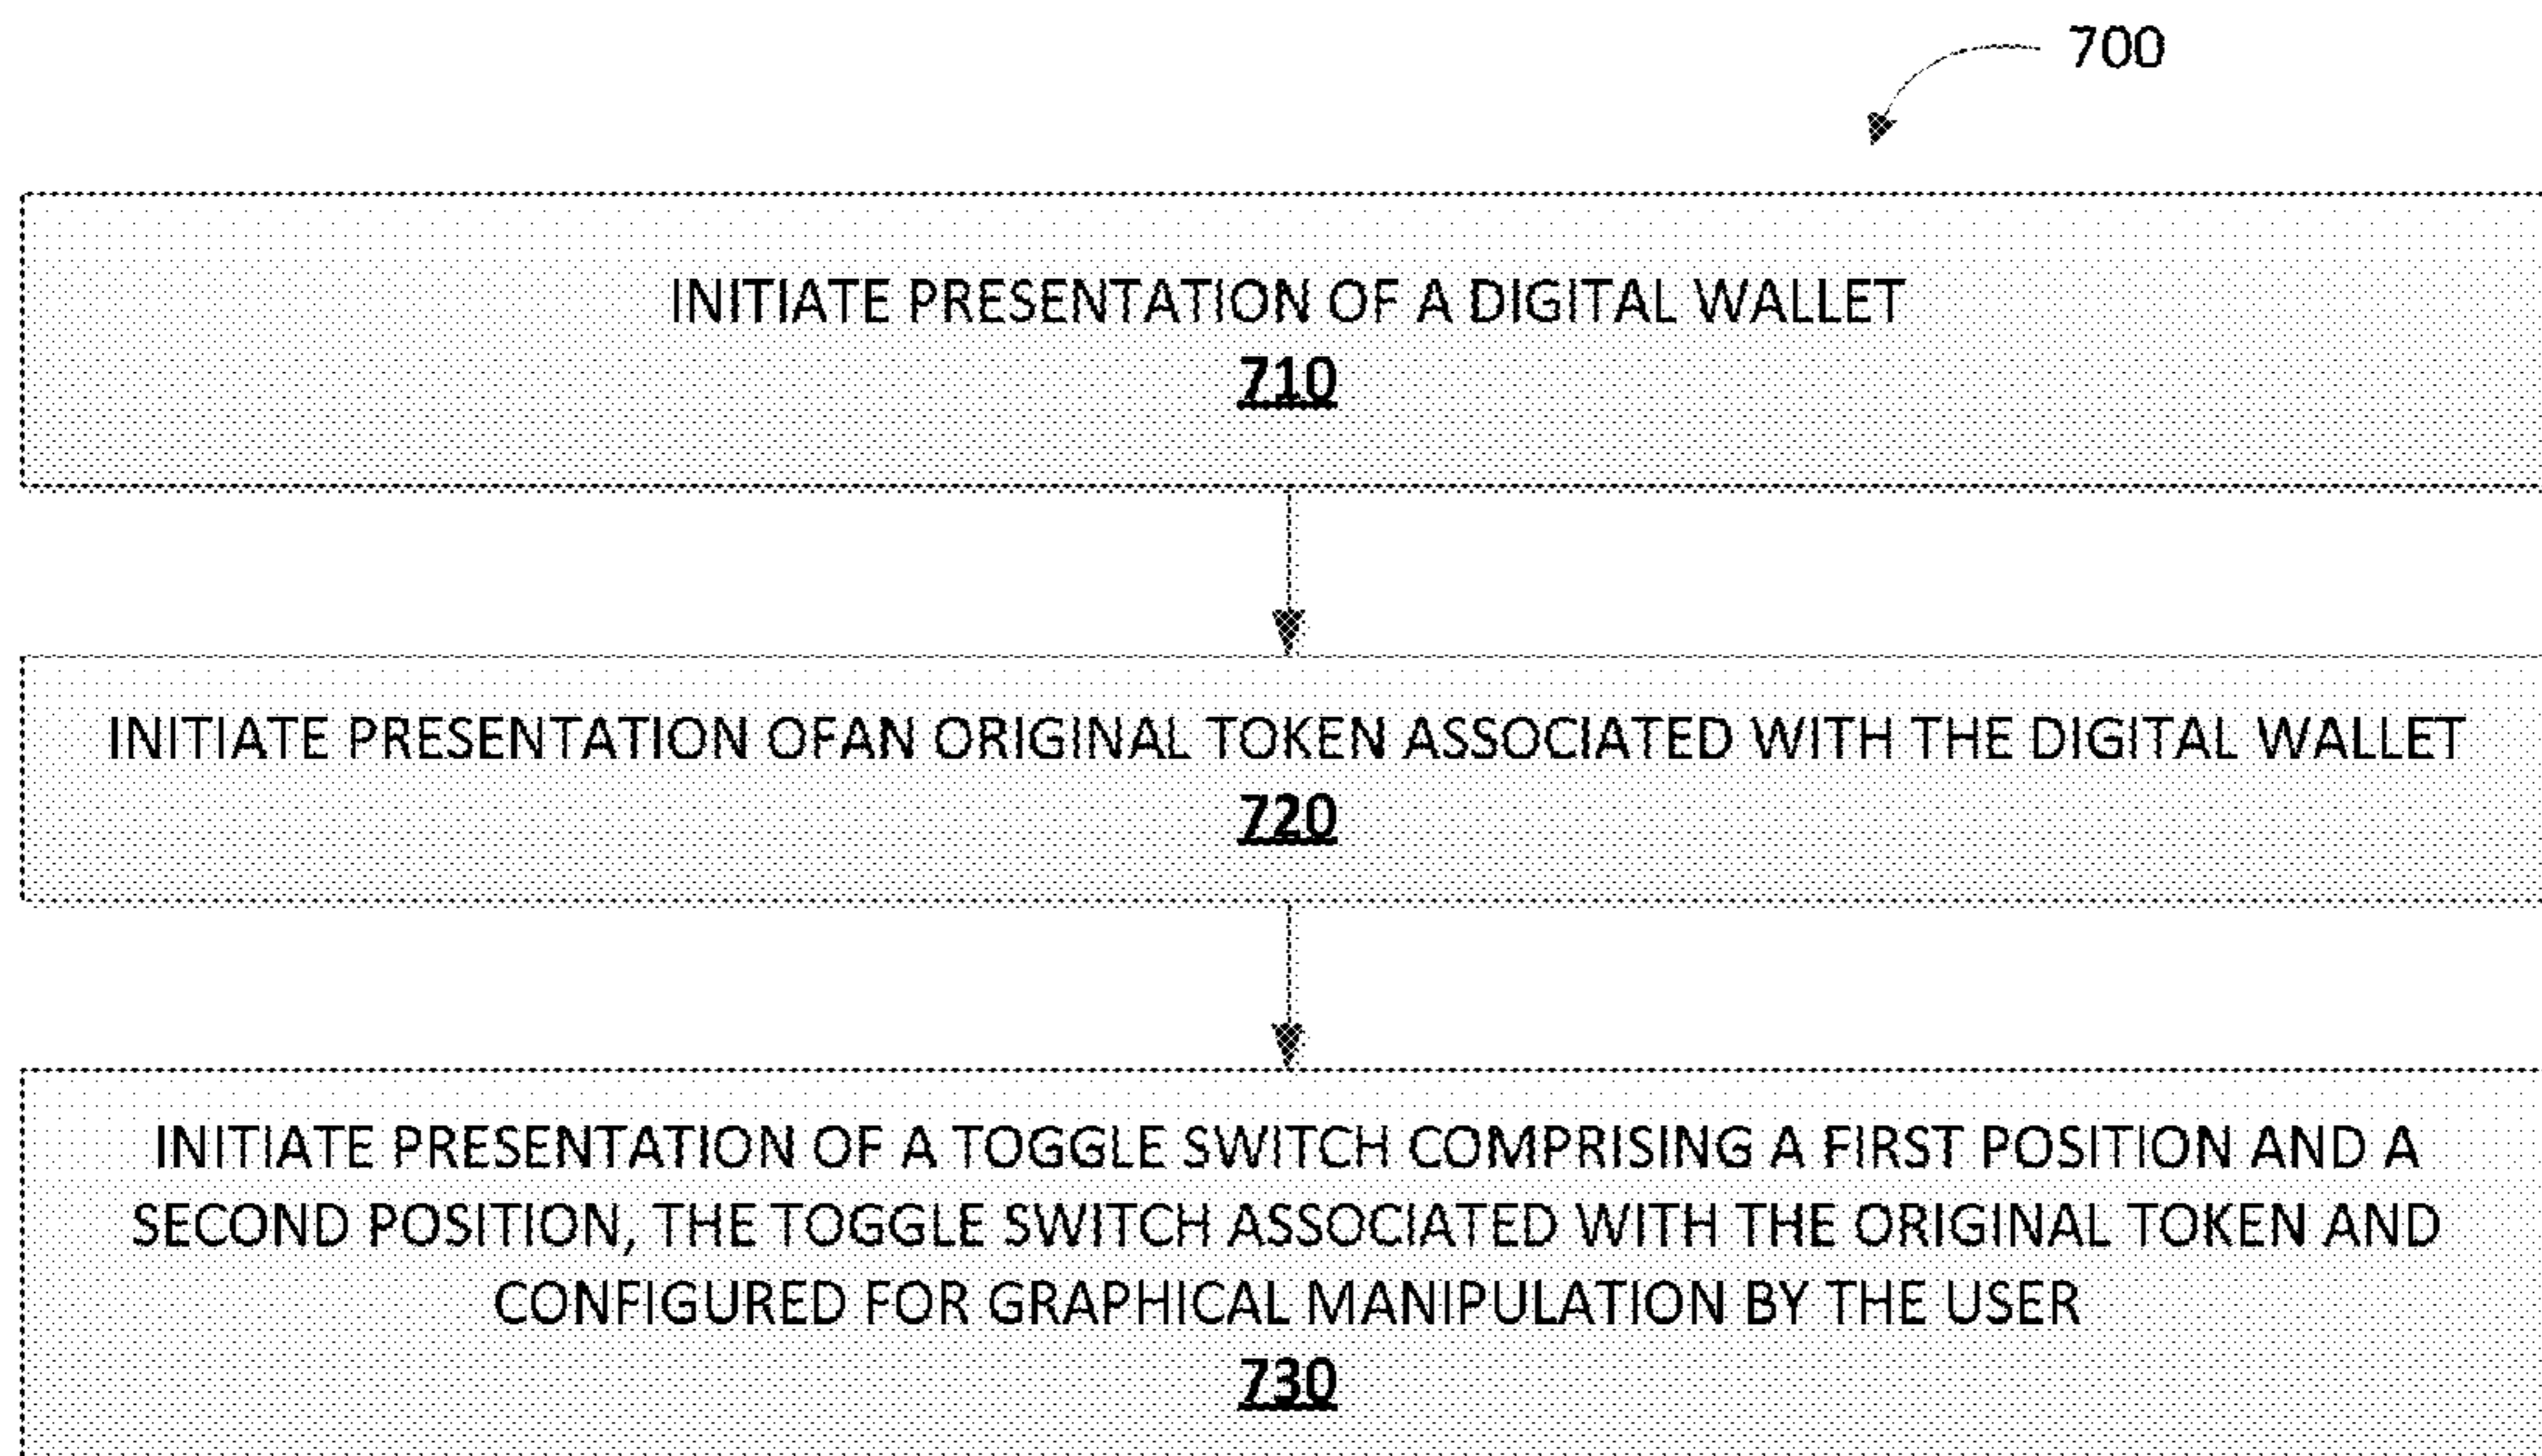 700
INITIATE PRESENTATION OF A DIGITAL WALLET
710
INITIATE PRESENTATION OFAN ORIGINAL TOKEN ASSOCIATED WITH THE DIGITAL WALLET
720
INITIATE PRESENTATION OF A TOGGLE SWITCH COMPRISING A FIRST POSITION AND A
SECOND POSITION, THE TOGGLE SWITCH ASSOCIATED WITH THE ORIGINAL TOKEN AND
CONFIGURED FOR GRAPHICAL MANIPULATION BY THE USER
730